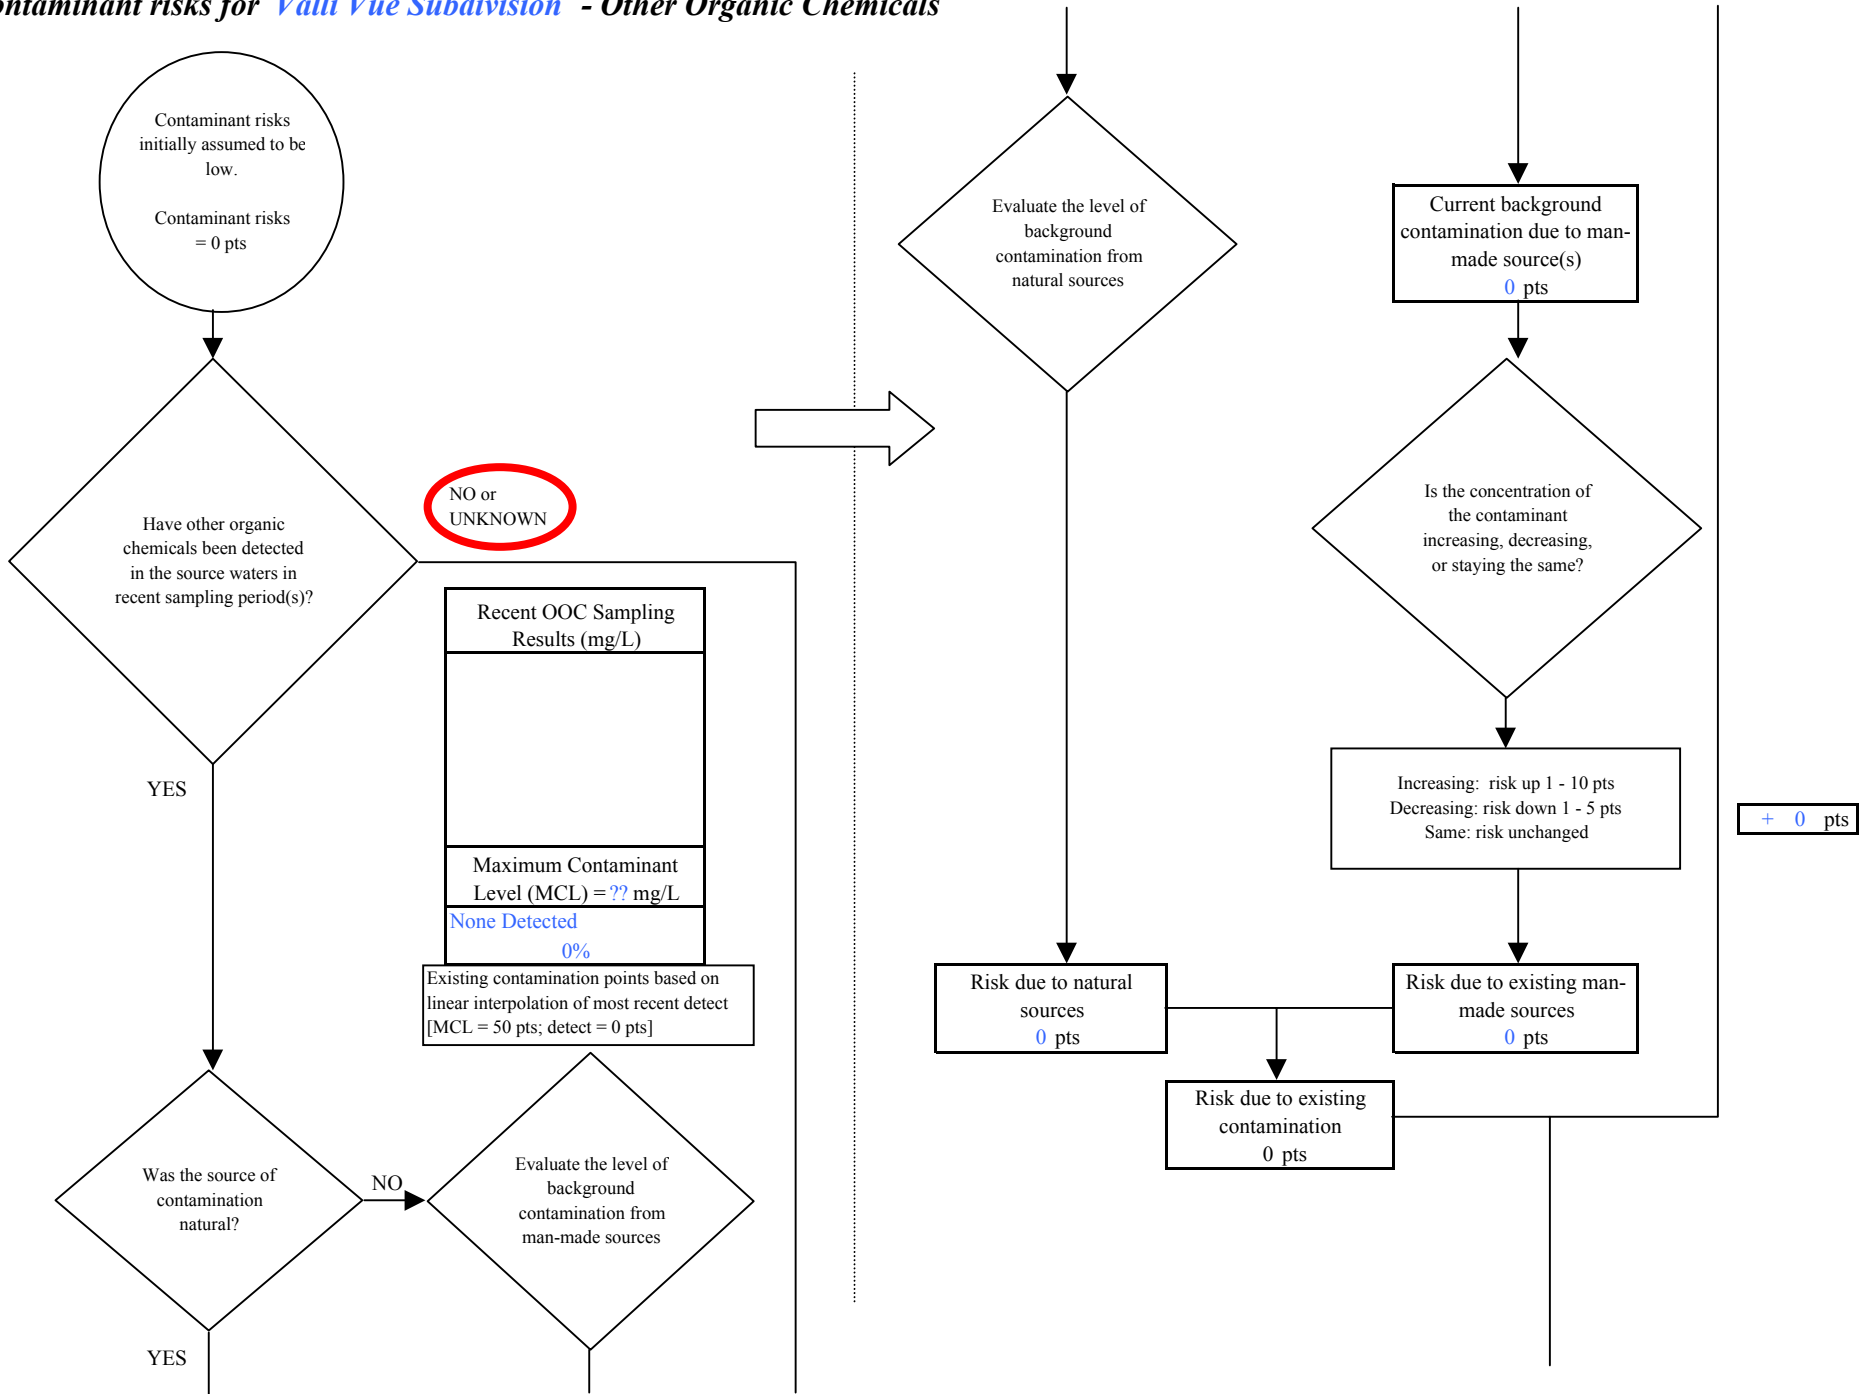 ontaminant risks for Valli Vue Subdivision - Other Organic Chemicals
Contaminant risks
initially assumed to be
low.
Contaminant risks
= 0 pts
Have other organic
chemicals been detected
in the source waters in
recent sampling period(s)?
NO or
UNKNOWN
YES
Recent OOC Sampling
Results (mg/L)
Maximum Contaminant
Level (MCL) = ?? mg/L
None Detected
0%
Existing contamination points based on
linear interpolation of most recent detect
[MCL = 50 pts; detect = 0 pts]
Was the source of
contamination
natural?
NO
YES
Evaluate the level of
background
contamination from
man-made sources
Evaluate the level of
background
contamination from
natural sources
Current background
contamination due to man-
made source(s)
0 pts
Is the concentration of
the contaminant
increasing, decreasing,
or staying the same?
Increasing: risk up 1 - 10 pts
Decreasing: risk down 1 - 5 pts
Same: risk unchanged
+ 0 pts
Risk due to natural
sources
0 pts
Risk due to existing man-
made sources
0 pts
Risk due to existing
contamination
0 pts